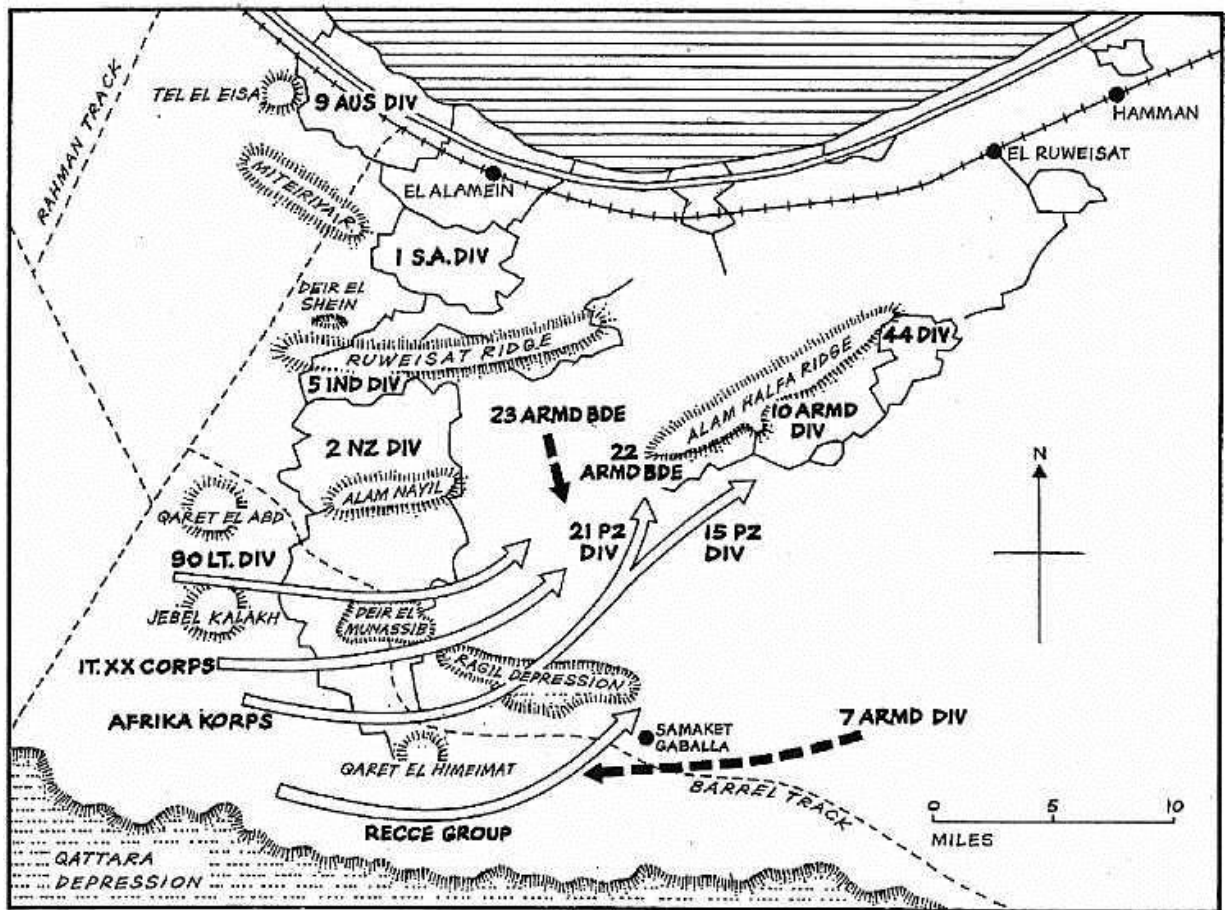 RAHMAN TRACK
TEL EL EISA
9 AUS DIV
HAMMAN
EL RUWEISAT
EL ALAMEIN
MITEIRIYA R.
1 S.A. DIV
DEIR EL
SHEIN
RUWEISAT RIDGE
44 DIV
ALAM HALFA RIDGE
5 IND DIV
10 ARMD
DIV
23 ARMD BDE
22
ARMD BDE
2 NZ DIV
ALAM NAYIL
N
QARET EL ABD
21 PZ
DIV
15 PZ
DIV
90 LT. DIV
JEBEL KALAKH
DEIR EL
MUNASSIB
IT. XX CORPS
RAGIL DEPRESSION
AFRIKA KORPS
7 ARMD DIV
SAMAKET
GABALLA
QARET EL HIMEIMAT
BARREL TRACK
RECCE GROUP
0 5 10
MILES
QATTARA
DEPRESSION